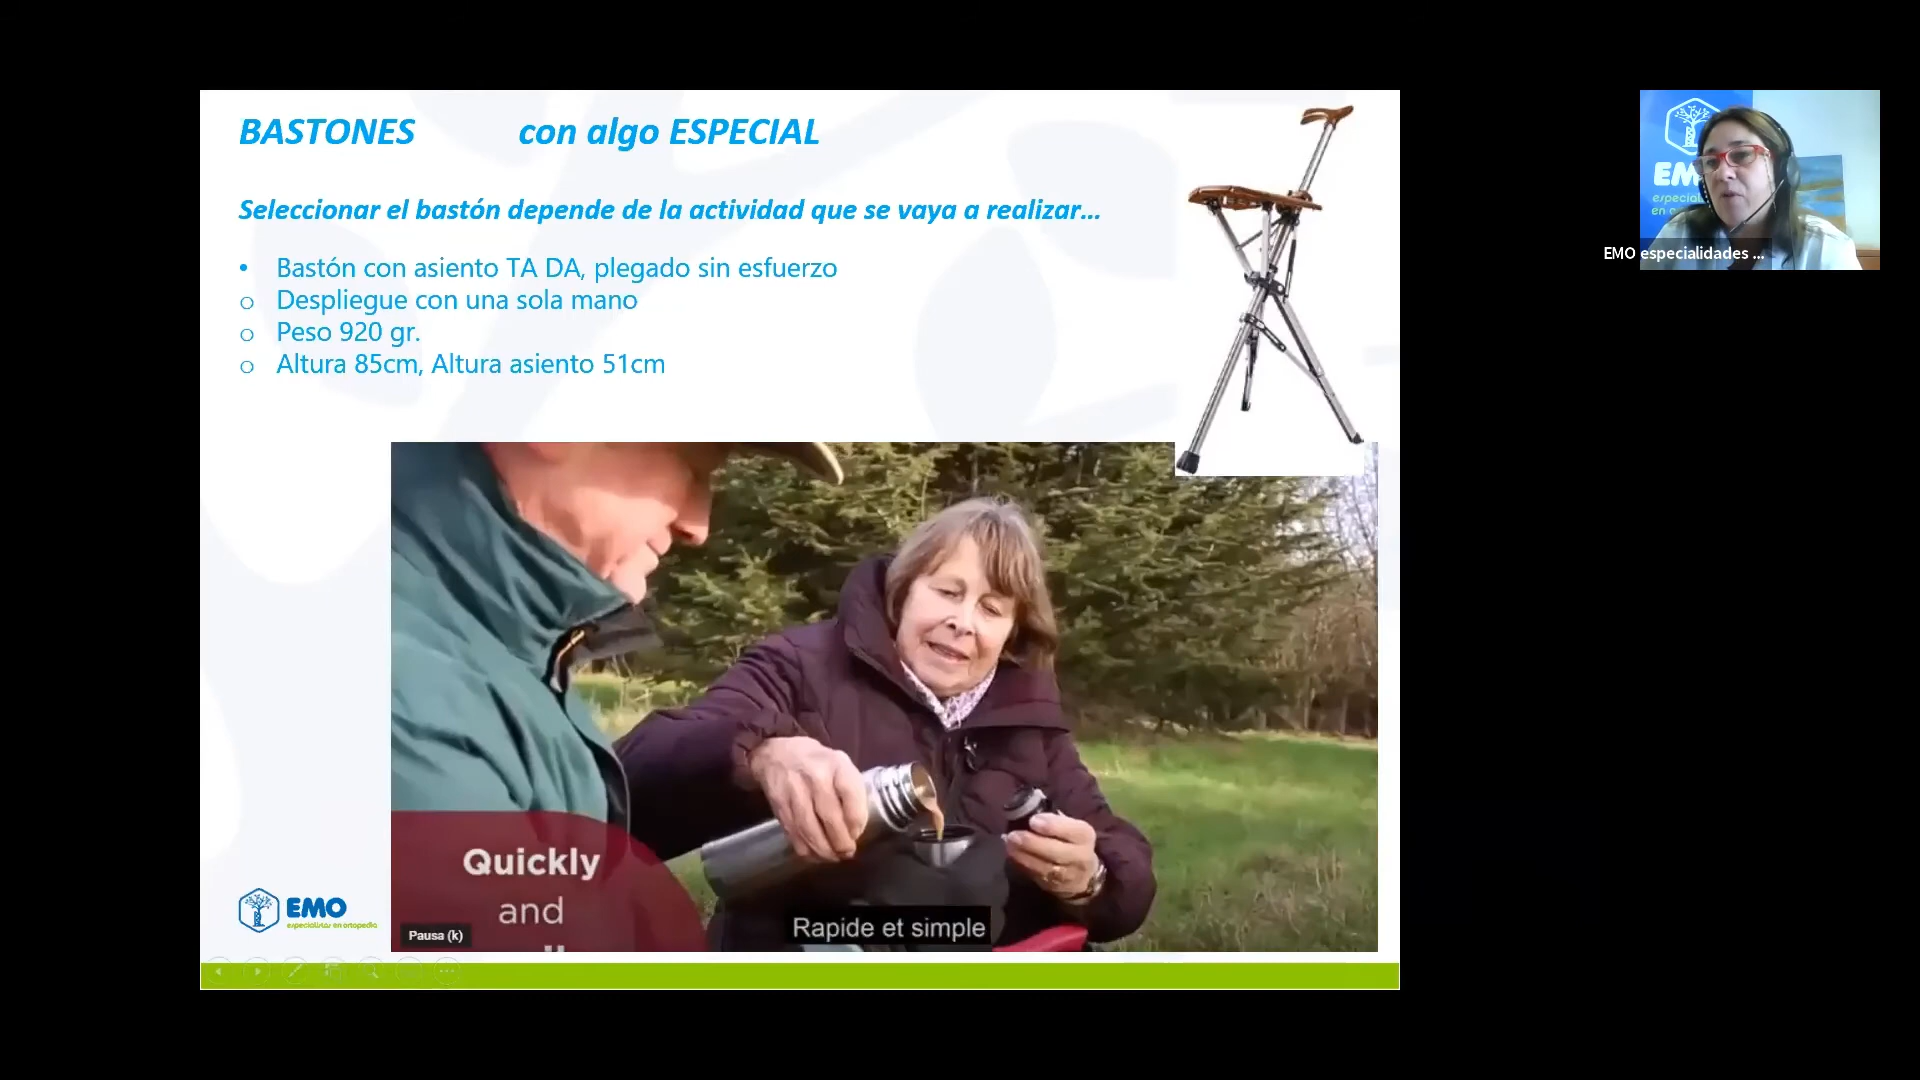 BASTONES con algo ESPECIAL
Seleccionar el bastón depende de la actividad que se vaya a realizar...
• Bastón con asiento TA DA, plegado sin esfuerzo
o Despliegue con una sola mano
o Peso 920 gr.
o Altura 85cm, Altura asiento 51cm
EMO especialidades ...
Quickly
and
Rapide et simple
Pausa (k)
EMO
especialistas en ortopedia